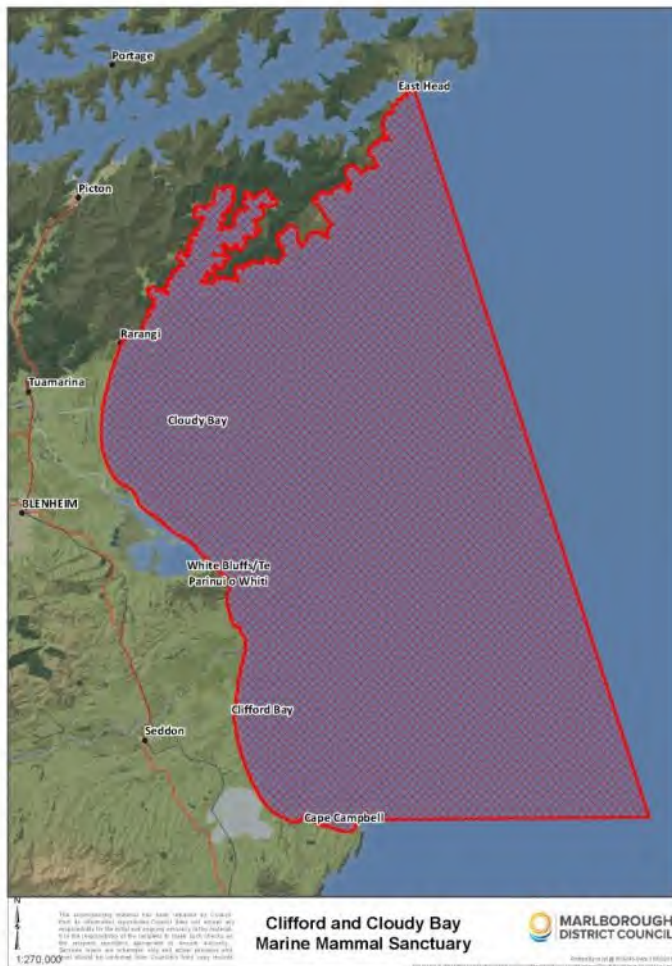 Portage
East Head
Picton
Rarangi
Tuamarina
Cloudy Bay
BLENHEIM
White Bluffs/Te
Parinui o Whiti
Clifford Bay
Seddon
Cape Campbell
N
1:270,000
Clifford and Cloudy Bay
Marine Mammal Sanctuary
MARLBOROUGH
DISTRICT COUNCIL